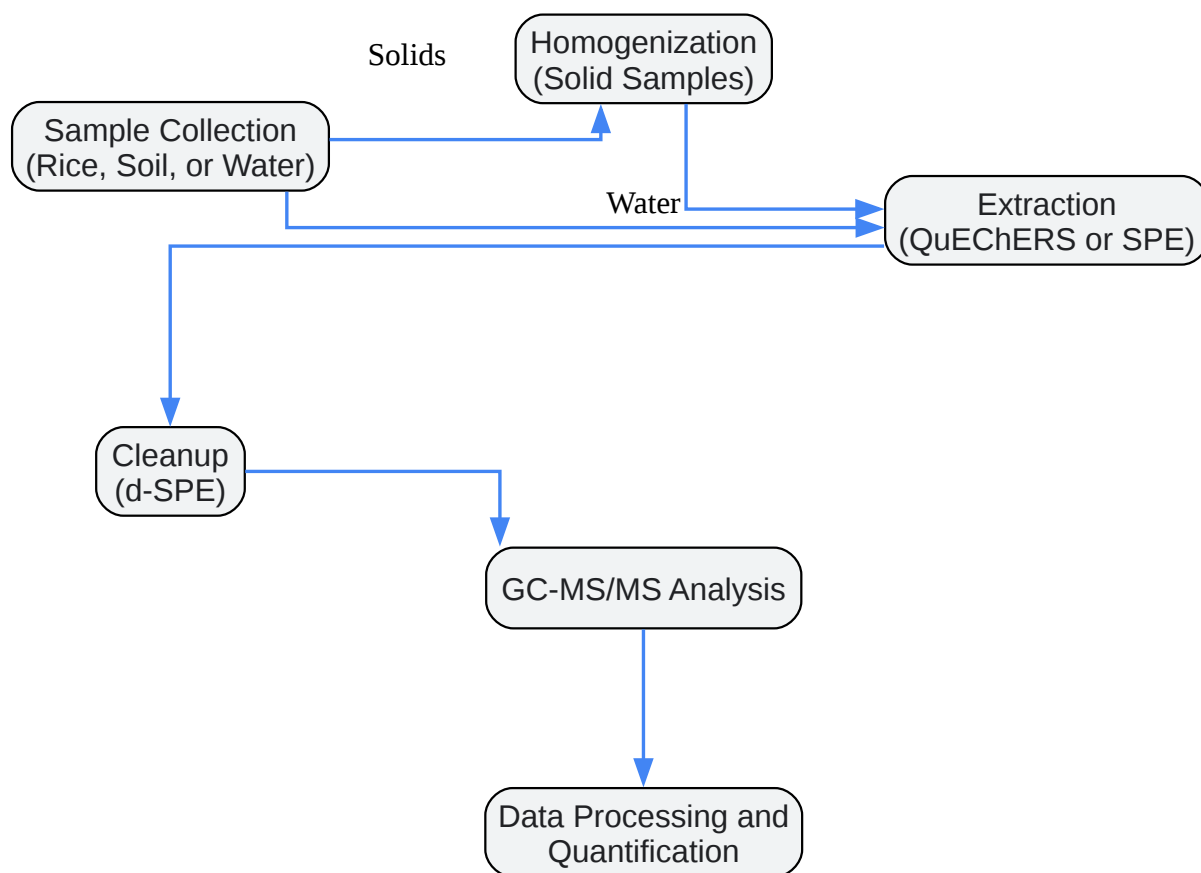 Solids
Homogenization
(Solid Samples)
Sample Collection
(Rice, Soil, or Water)
Water
Extraction
(QuEChERS or SPE)
Cleanup
(d-SPE)
GC-MS/MS Analysis
Data Processing and
Quantification